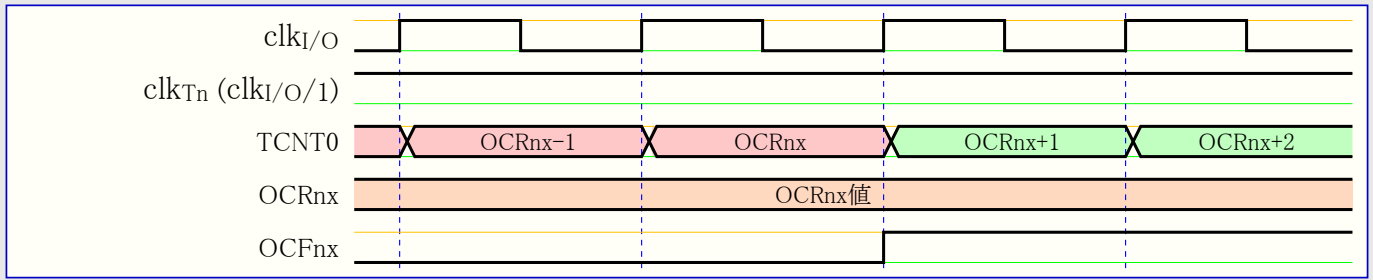 clkI/O
clkTn (clkI/O/1)
TCNT0 OCRnx-1 OCRnx OCRnx+1 OCRnx+2
OCRnx OCRnx値
OCFnx